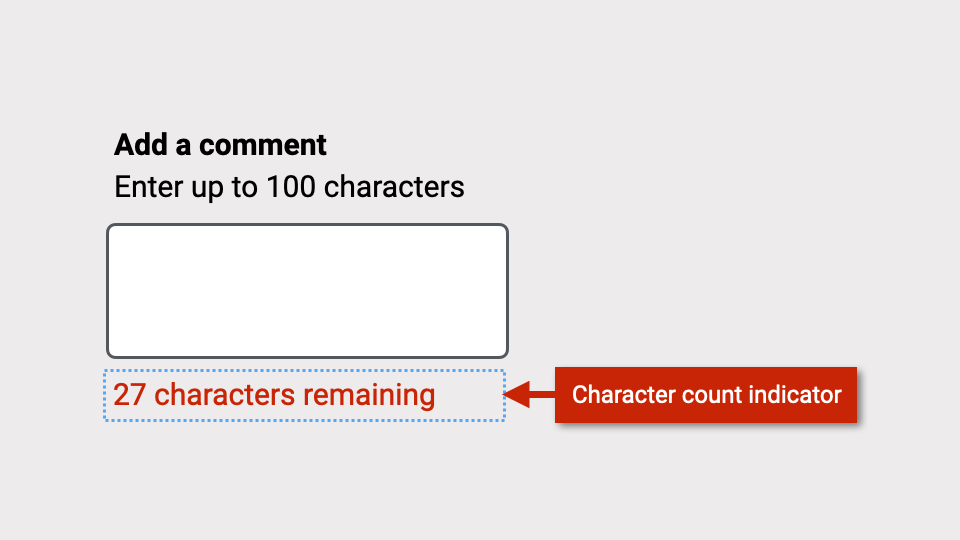 Add a comment
Enter up to 100 characters
27 characters remaining
Character count indicator